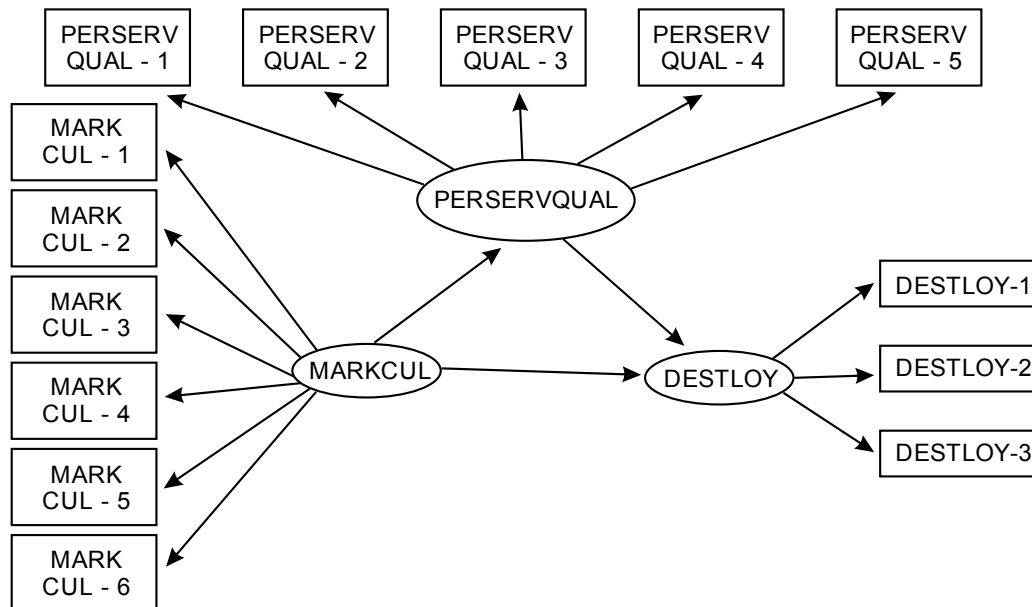 PERSERV
QUAL - 1
PERSERV
QUAL - 2
PERSERV
QUAL - 3
PERSERV
QUAL - 4
PERSERV
QUAL - 5
MARK
CUL - 1
MARK
CUL - 2
MARK
CUL - 3
MARK
CUL - 4
MARK
CUL - 5
MARK
CUL - 6
PERSERVQUAL
MARKCUL
DESTLOY
DESTLOY-1
DESTLOY-2
DESTLOY-3